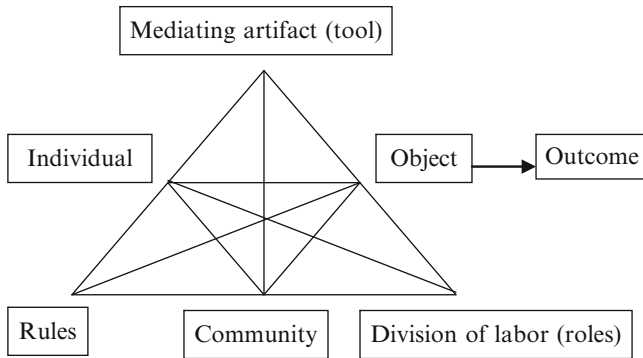 Mediating artifact (tool)
Individual
Object
Outcome
Rules
Community
Division of labor (roles)